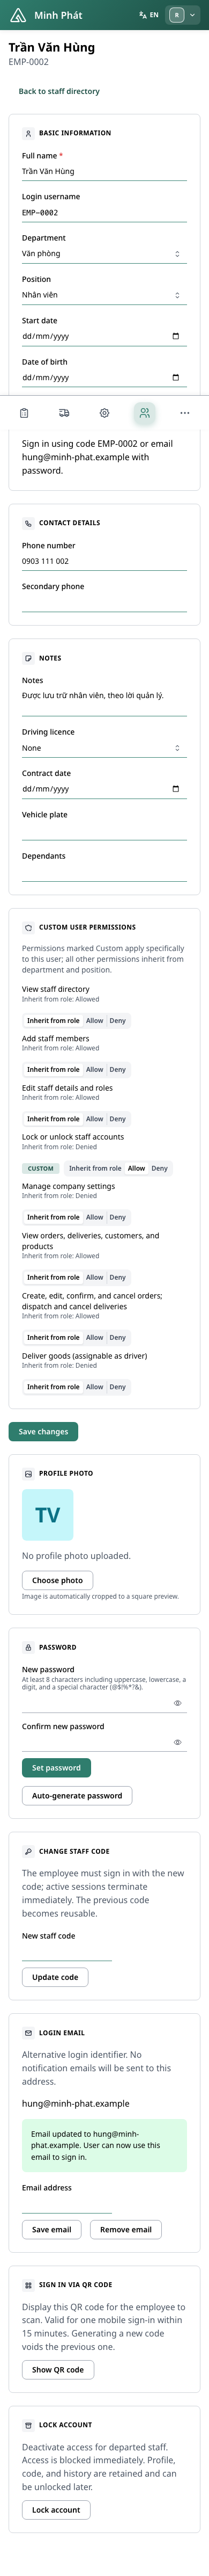 Minh Phát
EN
R
Trần Văn Hùng
EMP-0002
Back to staff directory
BASIC INFORMATION
Full name *
Trần Văn Hùng
Login username
EMP-0002
Department
Văn phòng
Position
Nhân viên
Start date
dd/mm/yyyy
Date of birth
dd/mm/yyyy
Sign in using code EMP-0002 or email
hung@minh-phat.example with
password.
CONTACT DETAILS
Phone number
0903 111 002
Secondary phone
NOTES
Notes
Được lưu trữ nhân viên, theo lời quản lý.
Driving licence
None
Contract date
dd/mm/yyyy
Vehicle plate
Dependants
CUSTOM USER PERMISSIONS
Permissions marked Custom apply specifically
to this user; all other permissions inherit from
department and position.
View staff directory
Inherit from role: Allowed
Inherit from role Allow Deny
Add staff members
Inherit from role: Allowed
Inherit from role Allow Deny
Edit staff details and roles
Inherit from role: Allowed
Inherit from role Allow Deny
Lock or unlock staff accounts
Inherit from role: Denied
CUSTOM Inherit from role Allow Deny
Manage company settings
Inherit from role: Denied
Inherit from role Allow Deny
View orders, deliveries, customers, and
products
Inherit from role: Allowed
Inherit from role Allow Deny
Create, edit, confirm, and cancel orders;
dispatch and cancel deliveries
Inherit from role: Allowed
Inherit from role Allow Deny
Deliver goods (assignable as driver)
Inherit from role: Denied
Inherit from role Allow Deny
Save changes
PROFILE PHOTO
TV
No profile photo uploaded.
Choose photo
Image is automatically cropped to a square preview.
PASSWORD
New password
At least 8 characters including uppercase, lowercase, a
digit, and a special character (@$!%*?&).
Confirm new password
Set password
Auto-generate password
CHANGE STAFF CODE
The employee must sign in with the new
code; active sessions terminate
immediately. The previous code
becomes reusable.
New staff code
Update code
LOGIN EMAIL
Alternative login identifier. No
notification emails will be sent to this
address.
hung@minh-phat.example
Email updated to hung@minh-
phat.example. User can now use this
email to sign in.
Email address
Save email Remove email
SIGN IN VIA QR CODE
Display this QR code for the employee to
scan. Valid for one mobile sign-in within
15 minutes. Generating a new code
voids the previous one.
Show QR code
LOCK ACCOUNT
Deactivate access for departed staff.
Access is blocked immediately. Profile,
code, and history are retained and can
be unlocked later.
Lock account